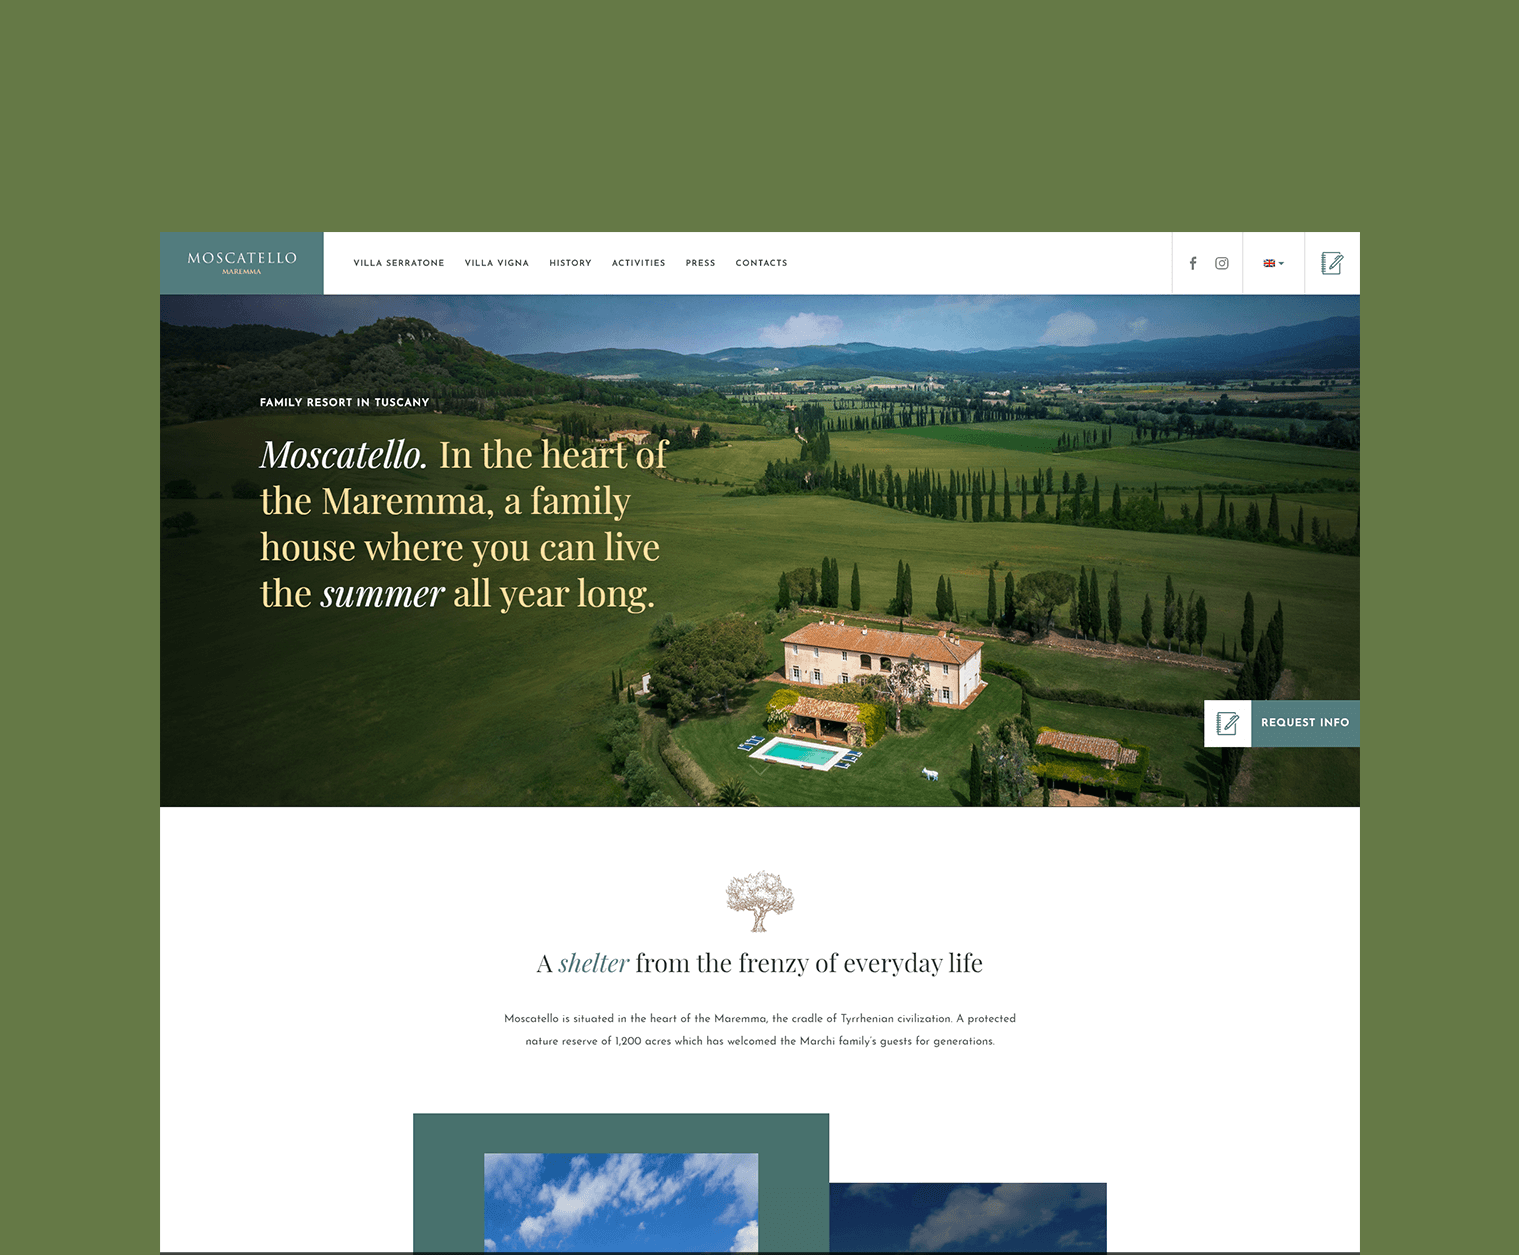 MOSCATELLO
MAREMMA
VILLA SERRATONE
VILLA VIGNA
HISTORY
ACTIVITIES
PRESS
CONTACTS
FAMILY RESORT IN TUSCANY
Moscatello. In the heart of
the Maremma, a family
house where you can live
the summer all year long.
REQUEST INFO
A shelter from the frenzy of everyday life
Moscatello is situated in the heart of the Maremma, the cradle of Tyrrhenian civilization. A protected
nature reserve of 1,200 acres which has welcomed the Marchi family's guests for generations.